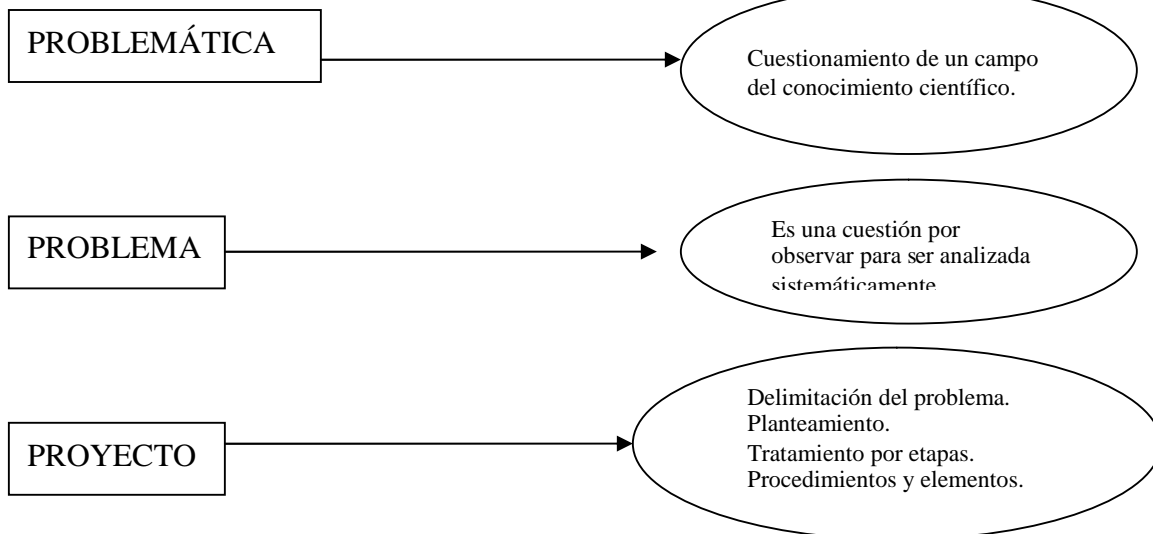 PROBLEMÁTICA
Cuestionamiento de un campo
del conocimiento científico.
PROBLEMA
Es una cuestión por
observar para ser analizada
sistemáticamente
PROYECTO
Delimitación del problema.
Planteamiento.
Tratamiento por etapas.
Procedimientos y elementos.